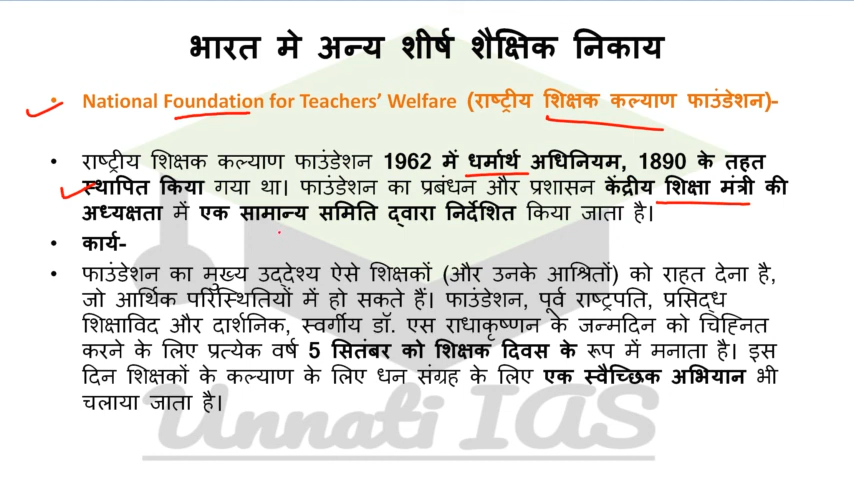 भारत मे अन्य शीर्ष शैक्षिक निकाय
• National Foundation for Teachers' Welfare (राष्ट्रीय शिक्षक कल्याण फाउंडेशन)-
• राष्ट्रीय शिक्षक कल्याण फाउंडेशन 1962 में धर्मार्थ अधिनियम, 1890 के तहत
स्थापित किया गया था। फाउंडेशन का प्रबंधन और प्रशासन केंद्रीय शिक्षा मंत्री की
अध्यक्षता में एक सामान्य समिति द्वारा निर्देशित किया जाता है।
• कार्य-
• फाउंडेशन का मुख्य उद्देश्य ऐसे शिक्षकों (और उनके आश्रितों) को राहत देना है,
जो आर्थिक परिस्थितियों में हो सकते हैं। फाउंडेशन, पूर्व राष्ट्रपति, प्रसिद्ध
शिक्षाविद और दार्शनिक, स्वर्गीय डॉ. एस राधाकृष्णन के जन्मदिन को चिह्नित
करने के लिए प्रत्येक वर्ष 5 सितंबर को शिक्षक दिवस के रूप में मनाता है। इस
दिन शिक्षकों के कल्याण के लिए धन संग्रह के लिए एक स्वैच्छिक अभियान भी
चलाया जाता है।
Unnati IAS